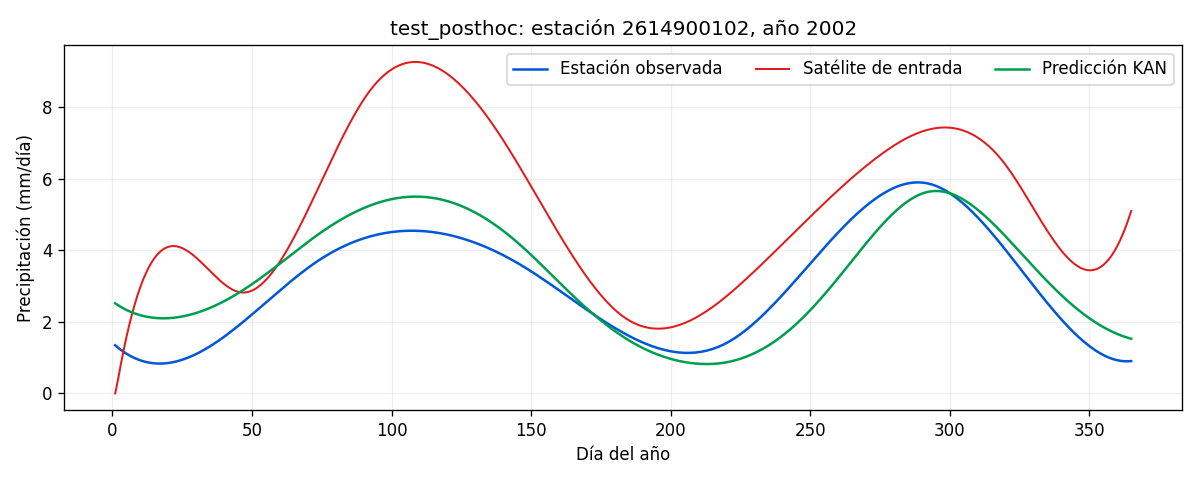 test_posthoc: estación 2614900102, año 2002
Estación observada Satélite de entrada Predicción KAN
Precipitación (mm/día)
8
6
4
2
0
0 50 100 150 200 250 300 350
Día del año